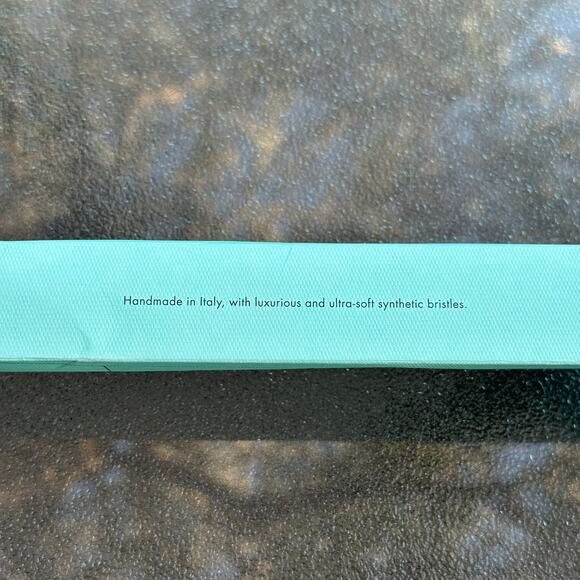 Handmade in Italy, with luxurious and ultra-soft synthetic bristles.